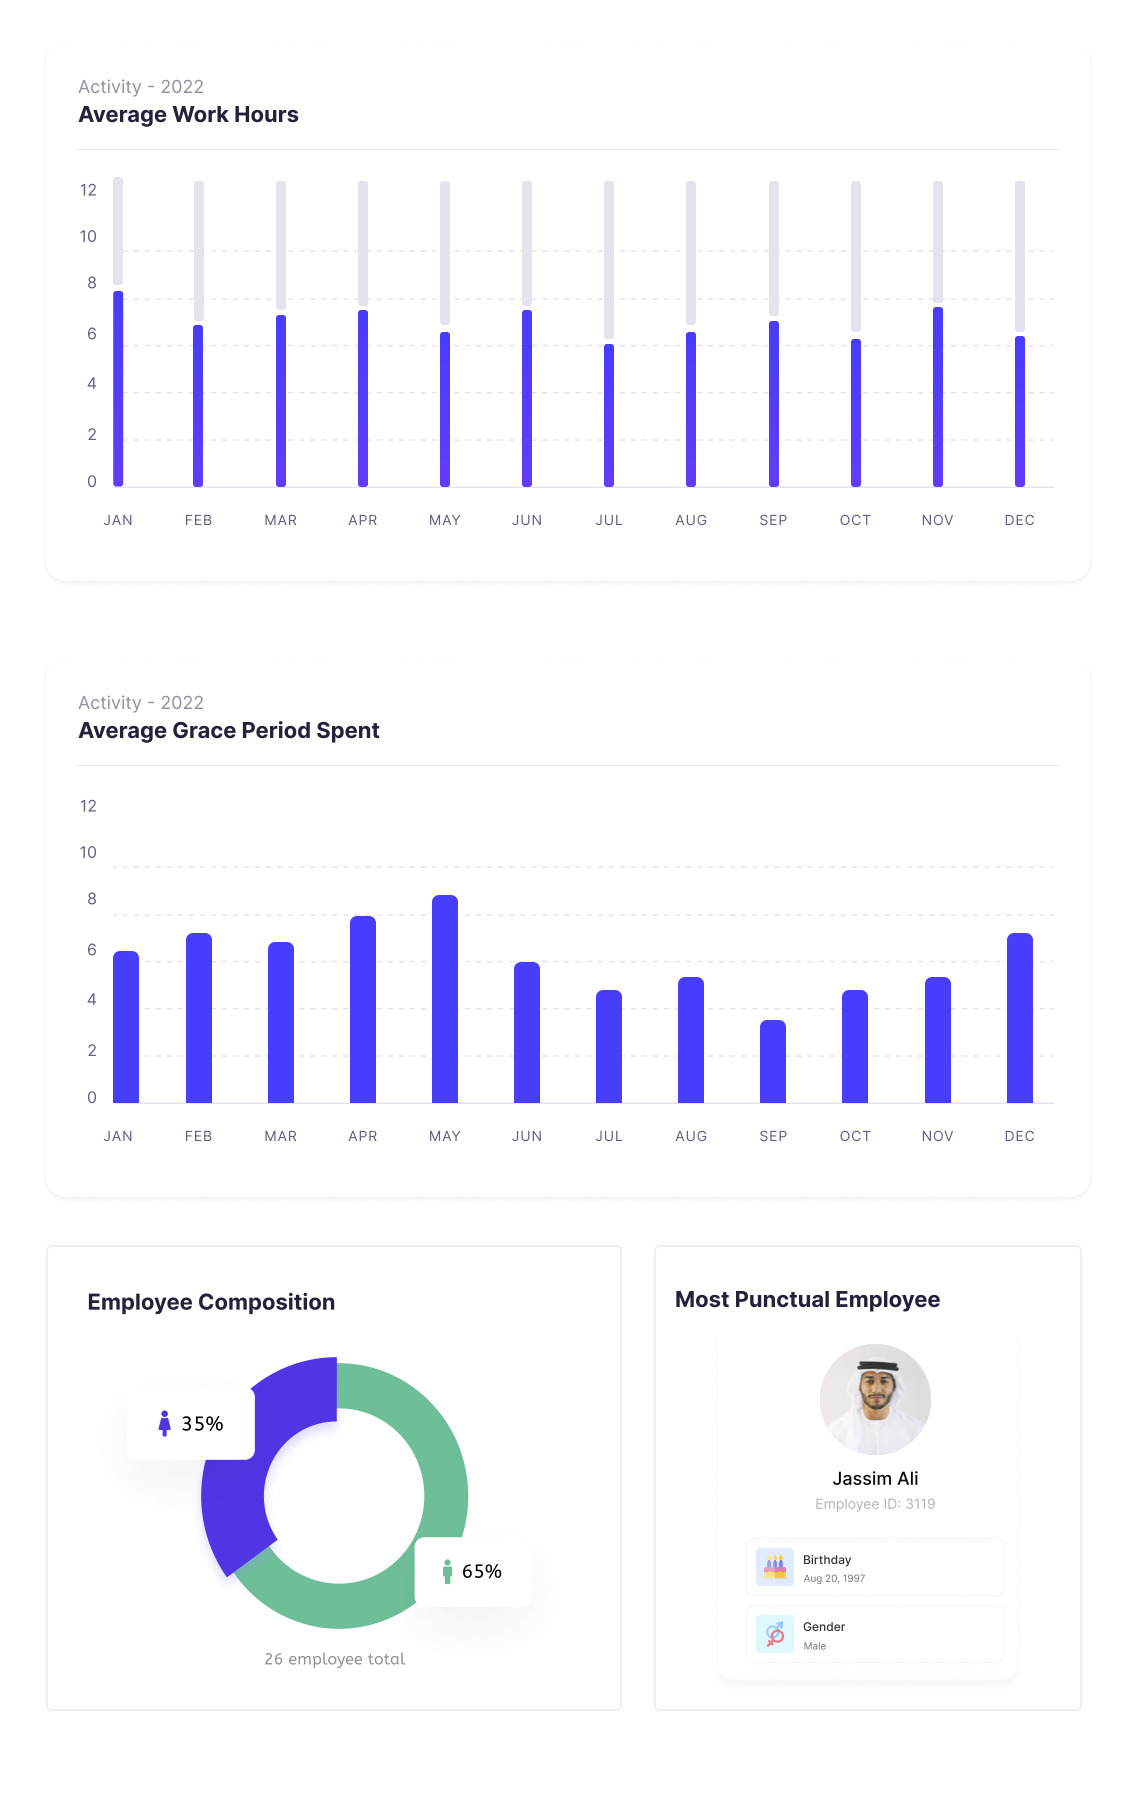 Activity - 2022
Average Work Hours
12
10
8
6
4
2
0
JAN FEB MAR APR MAY JUN JUL AUG SEP OCT NOV DEC
Activity - 2022
Average Grace Period Spent
12
10
8
6
4
2
0
JAN FEB MAR APR MAY JUN JUL AUG SEP OCT NOV DEC
Employee Composition
35%
65%
26 employee total
Most Punctual Employee
Jassim Ali
Employee ID: 3119
Birthday
Aug 20, 1997
Gender
Male